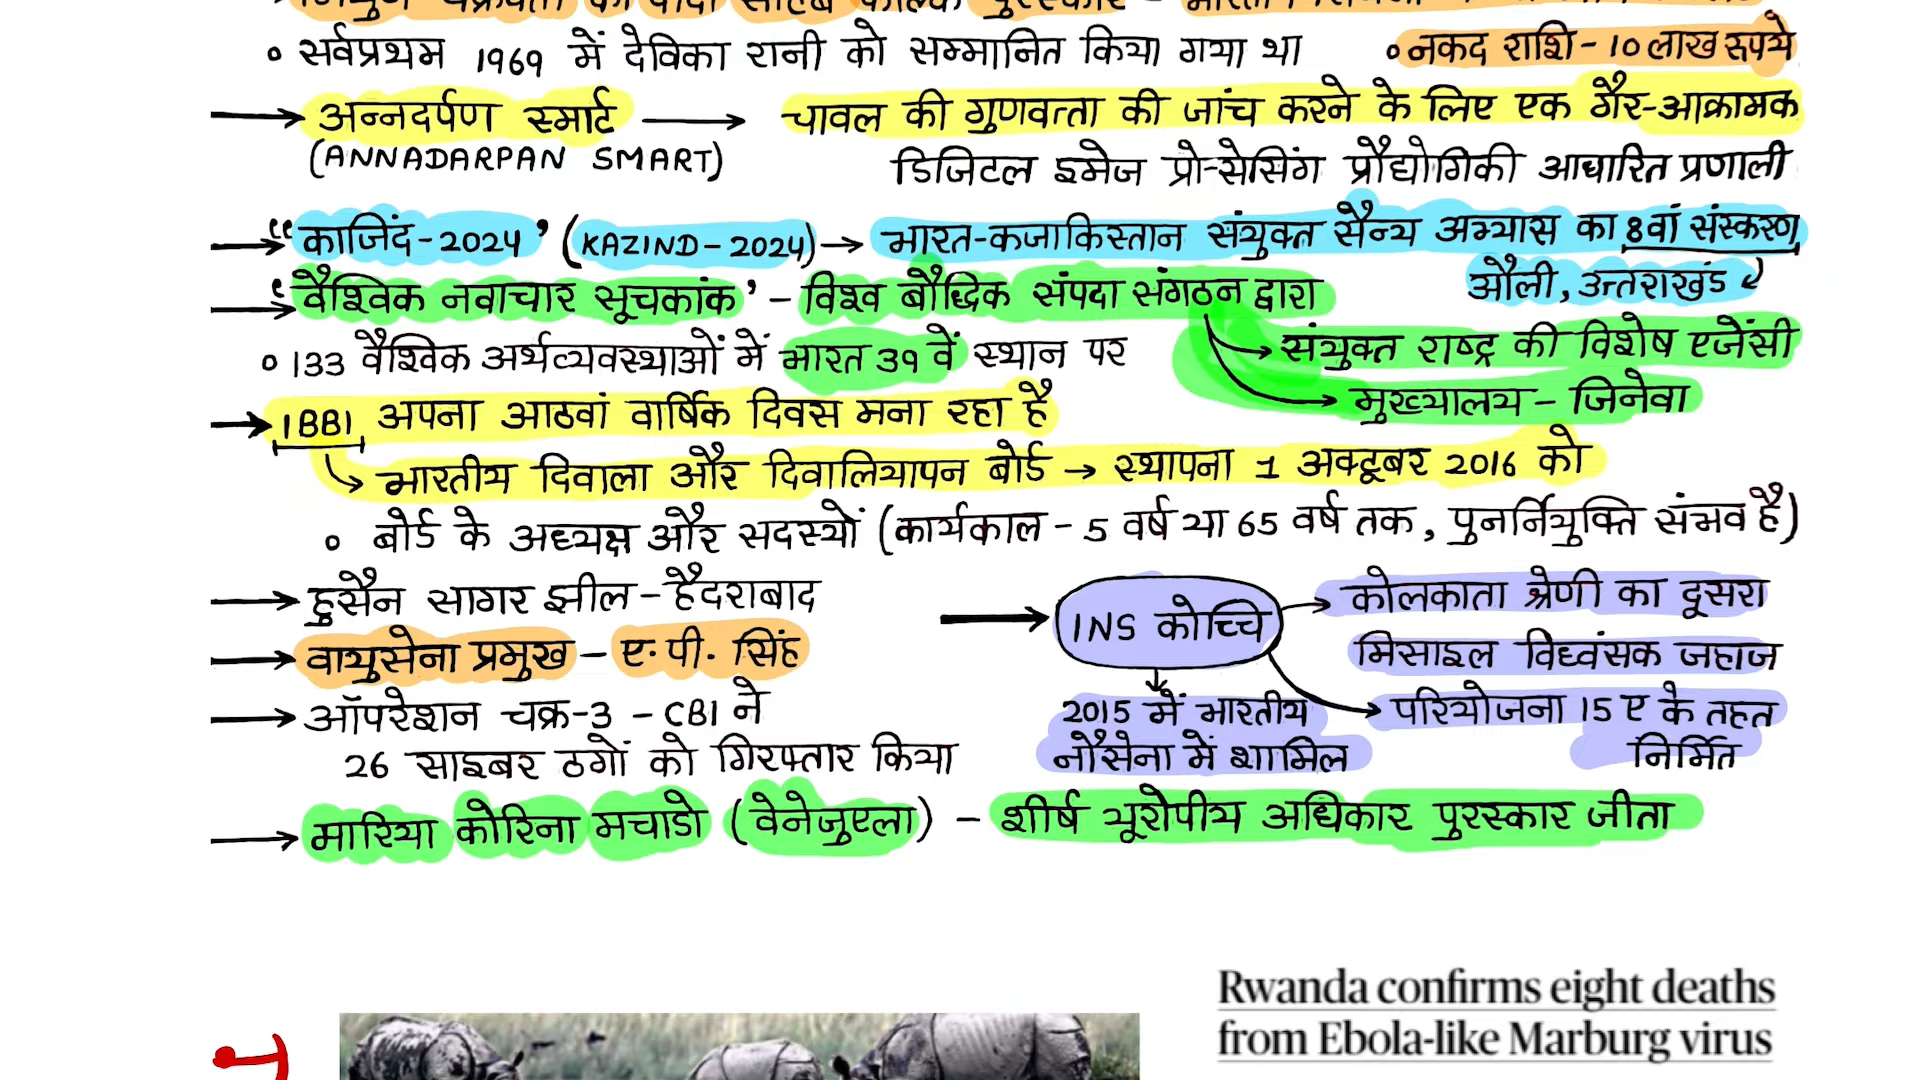 ० सर्वप्रथम 1969 में देविका रानी को सम्मानित किया गया था ० नकद राशि - 10 लाख रूपये
→ अन्नदर्पण स्मार्ट → चावल की गुणवत्ता की जांच करने के लिए एक गैर-आक्रामक
(ANNADARPAN SMART) डिजिटल इमेज प्रोसेसिंग प्रौद्योगिकी आधारित प्रणाली
→ “काजिंद-2024’ (KAZIND-2024) → भारत-कजाकिस्तान संयुक्त सैन्य अभ्यास का 8वां संस्करण
औली, उत्तराखंड
→ ‘वैश्विक नवाचार सूचकांक’ - विश्व बौद्धिक संपदा संगठन द्वारा
→ संयुक्त राष्ट्र की विशेष एजेंसी
० 133 वैश्विक अर्थव्यवस्थाओं में भारत 39 वें स्थान पर
→ मुख्यालय - जिनेवा
→ IBBI अपना आठवां वार्षिक दिवस मना रहा है
→ भारतीय दिवाला और दिवालियापन बोर्ड → स्थापना 1 अक्टूबर 2016 को
० बोर्ड के अध्यक्ष और सदस्यों (कार्यकाल - 5 वर्ष या 65 वर्ष तक, पुनर्नियुक्ति संभव है)
→ हुसैन सागर झील - हैदराबाद
→ वायुसेना प्रमुख - ए.पी. सिंह
→ ऑपरेशन चक्र-3 - CBI ने
26 साइबर ठगों को गिरफ्तार किया
→ INS कोच्चि → कोलकाता श्रेणी का दूसरा
मिसाइल विध्वंसक जहाज
→ परियोजना 15 ए के तहत
निर्मित
2015 में भारतीय
नौसेना में शामिल
→ मारिया कोरिना मचाडो (वेनेजुएला) - शीर्ष यूरोपीय अधिकार पुरस्कार जीता
Rwanda confirms eight deaths
from Ebola-like Marburg virus